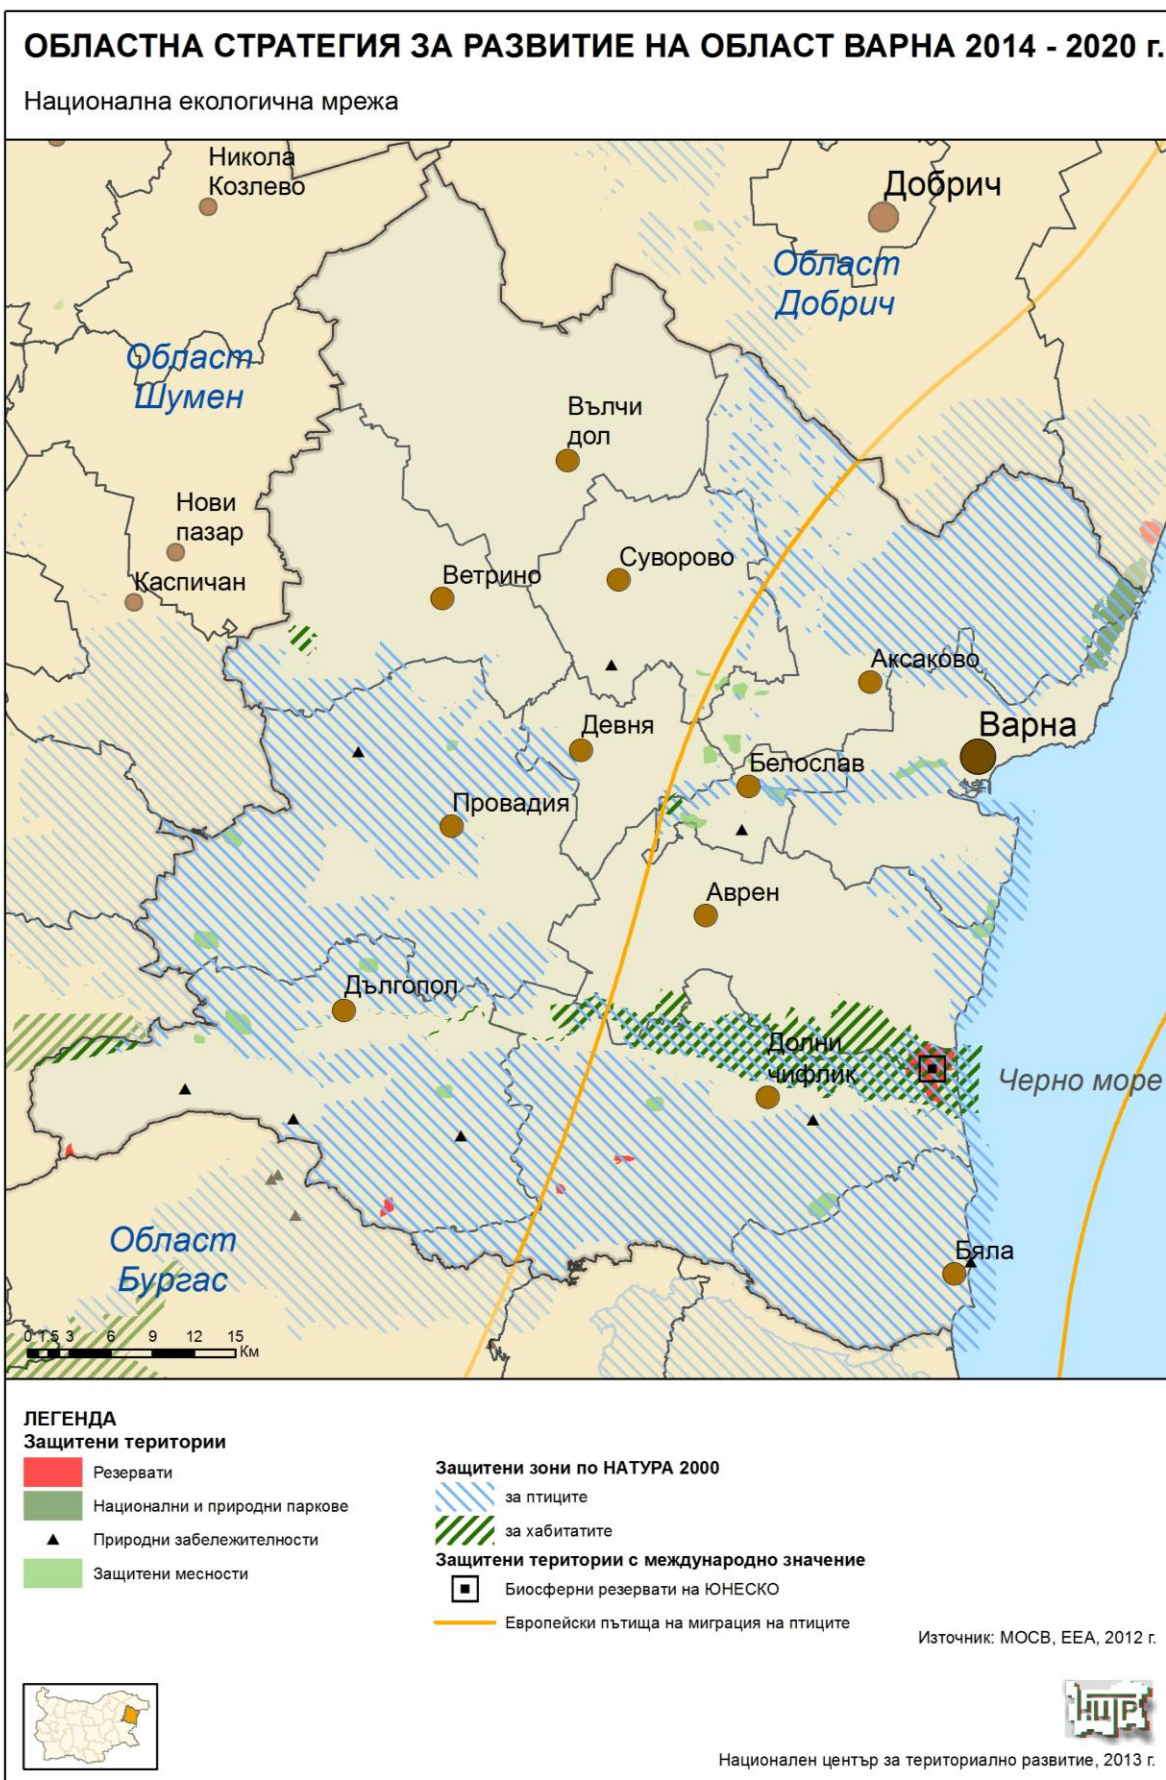 ОБЛАСТНА СТРАТЕГИЯ ЗА РАЗВИТИЕ НА ОБЛАСТ ВАРНА 2014 - 2020 г.
Национална екологична мрежа
Никола
Козлево
Добрич
Област
Добрич
Област
Шумен
Вълчи
дол
Нови
пазар
Суворово
Ветрино
Каспичан
Аксаково
Варна
Девня
Белослав
Провадия
Аврен
Дългопол
Долни
чифлик
Черно море
Област
Бургас
Бяла
0 1.5 3 6 9 12 15
Км
ЛЕГЕНДА
Защитени територии
Резервати
Национални и природни паркове
Природни забележителности
Защитени месности
Защитени зони по НАТУРА 2000
за птиците
за хабитатите
Защитени територии с международно значение
Биосферни резервати на ЮНЕСКО
Европейски пътища на миграция на птиците
Източник: МОСВ, ЕЕА, 2012 г.
НЦТР
Национален център за териториално развитие, 2013 г.